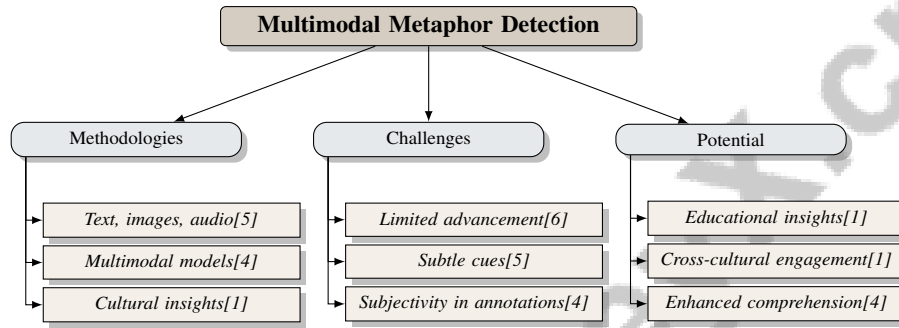 Multimodal Metaphor Detection
Methodologies
Text, images, audio[5]
Multimodal models[4]
Cultural insights[1]
Challenges
Limited advancement[6]
Subtle cues[5]
Subjectivity in annotations[4]
Potential
Educational insights[1]
Cross-cultural engagement[1]
Enhanced comprehension[4]